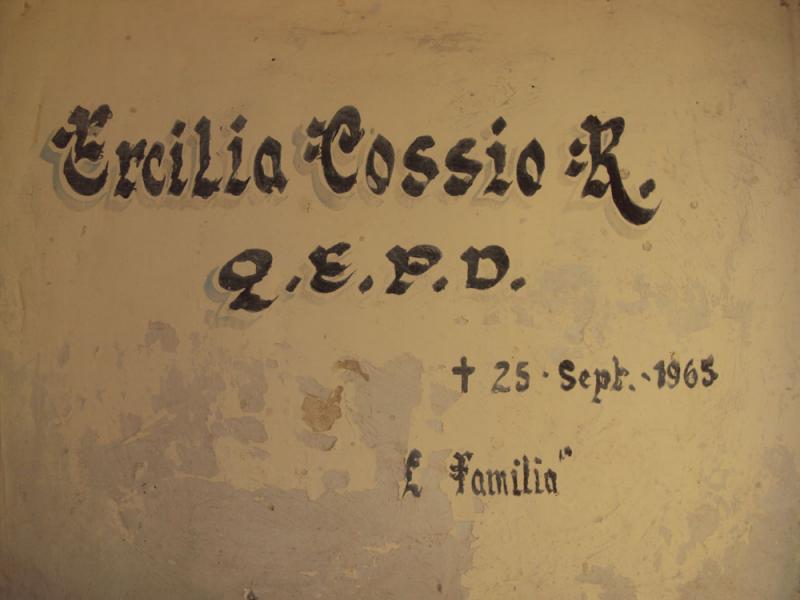 Ercilia Cossio R.
Q.E.P.D.
† 25 · Sept. - 1965
Familia"